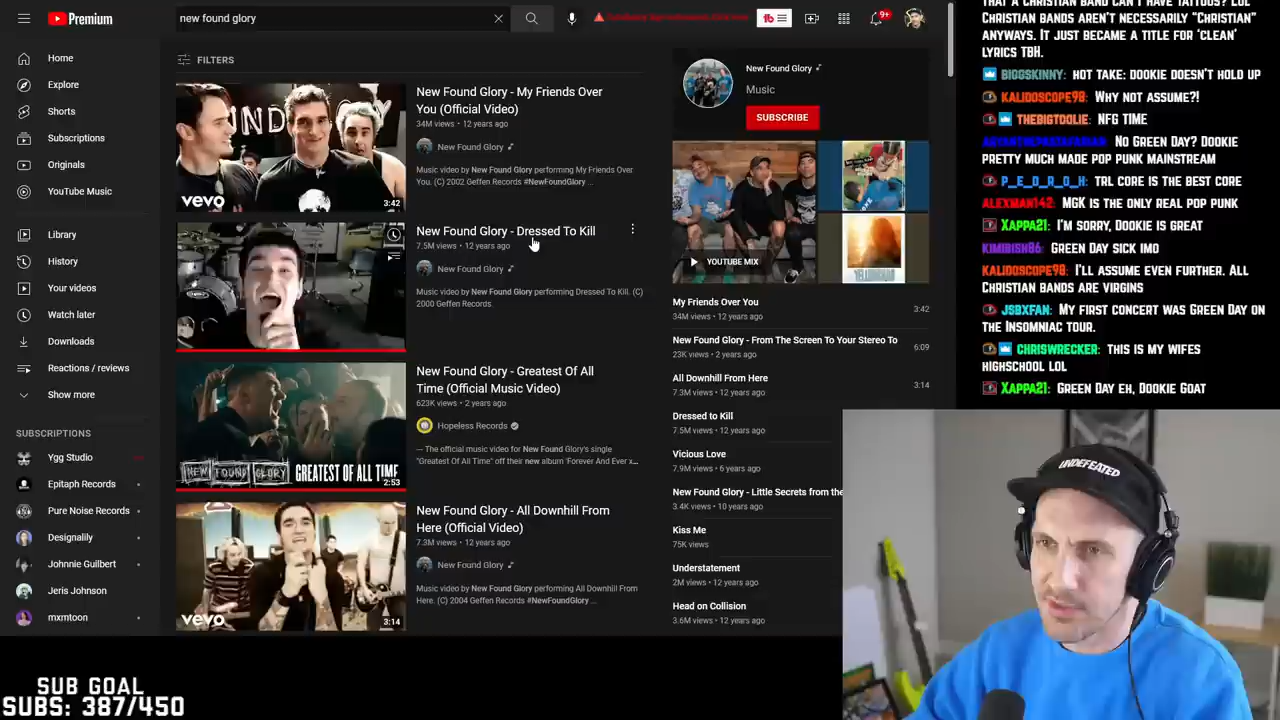 Premium
new found glory
9+
Home
Explore
Shorts
Subscriptions
Originals
YouTube Music
Library
History
Your videos
Watch later
Downloads
Reactions / reviews
Show more
SUBSCRIPTIONS
Ygg Studio
Epitaph Records
Pure Noise Records
Designality
Johnnie Guilbert
Jeris Johnson
mxmtoon
FILTERS
vevo
3:42
New Found Glory - My Friends Over
You (Official Video)
34M views • 12 years ago
New Found Glory
Music video by New Found Glory performing My Friends Over
You. (C) 2002 Geffen Records #NewFoundGlory ...
New Found Glory - Dressed To Kill
7.5M views • 12 years ago
New Found Glory
Music video by New Found Glory performing Dressed To Kill. (C)
2000 Geffen Records.
NEW FOUND GLORY
GREATEST OF ALL TIME
2:53
New Found Glory - Greatest Of All
Time (Official Music Video)
623K views • 2 years ago
Hopeless Records
— The official music video for New Found Glory's single
"Greatest Of All Time" off their new album 'Forever And Ever x...
vevo
3:14
New Found Glory - All Downhill From
Here (Official Video)
7.3M views • 12 years ago
New Found Glory
Music video by New Found Glory performing All Downhill From
Here. (C) 2004 Geffen Records. #NewFoundGlory ...
New Found Glory
Music
SUBSCRIBE
YOUTUBE MIX
My Friends Over You
34M views • 12 years ago
3:42
New Found Glory - From The Screen To Your Stereo To
23K views • 2 years ago
6:09
All Downhill From Here
7.3M views • 12 years ago
3:14
Dressed to Kill
7.5M views • 12 years ago
Vicious Love
7.9M views • 6 years ago
New Found Glory - Little Secrets from the
3.4K views • 10 years ago
Kiss Me
75K views
Understatement
2M views • 12 years ago
Head on Collision
3.6M views • 12 years ago
THAT A CHRISTIAN BAND CAN'T HAVE TATTOOS? LOL
CHRISTIAN BANDS AREN'T NECESSARILY "CHRISTIAN"
ANYWAYS. IT JUST BECAME A TITLE FOR 'CLEAN'
LYRICS TBH.
BIGGSKINNY: HOT TAKE: DOOKIE DOESN'T HOLD UP
KALIDOSCOPE98: WHY NOT ASSUME?!
THEBIGTOOLIE: NFG TIME
NO GREEN DAY? DOOKIE
PRETTY MUCH MADE POP PUNK MAINSTREAM
P_E_D_R_O_H: TRL CORE IS THE BEST CORE
ALEXMAN142: MGK IS THE ONLY REAL POP PUNK
XAPPA21: I'M SORRY, DOOKIE IS GREAT
KIMIBISH86: GREEN DAY SICK IMO
KALIDOSCOPE98: I'LL ASSUME EVEN FURTHER. ALL
CHRISTIAN BANDS ARE VIRGINS
JSBXFAN: MY FIRST CONCERT WAS GREEN DAY ON
THE INSOMNIAC TOUR.
CHRISWRECKER: THIS IS MY WIFES
HIGHSCHOOL LOL
XAPPA21: GREEN DAY EH, DOOKIE GOAT
UNDEFEATED
SUB GOAL
SUBS: 387/450